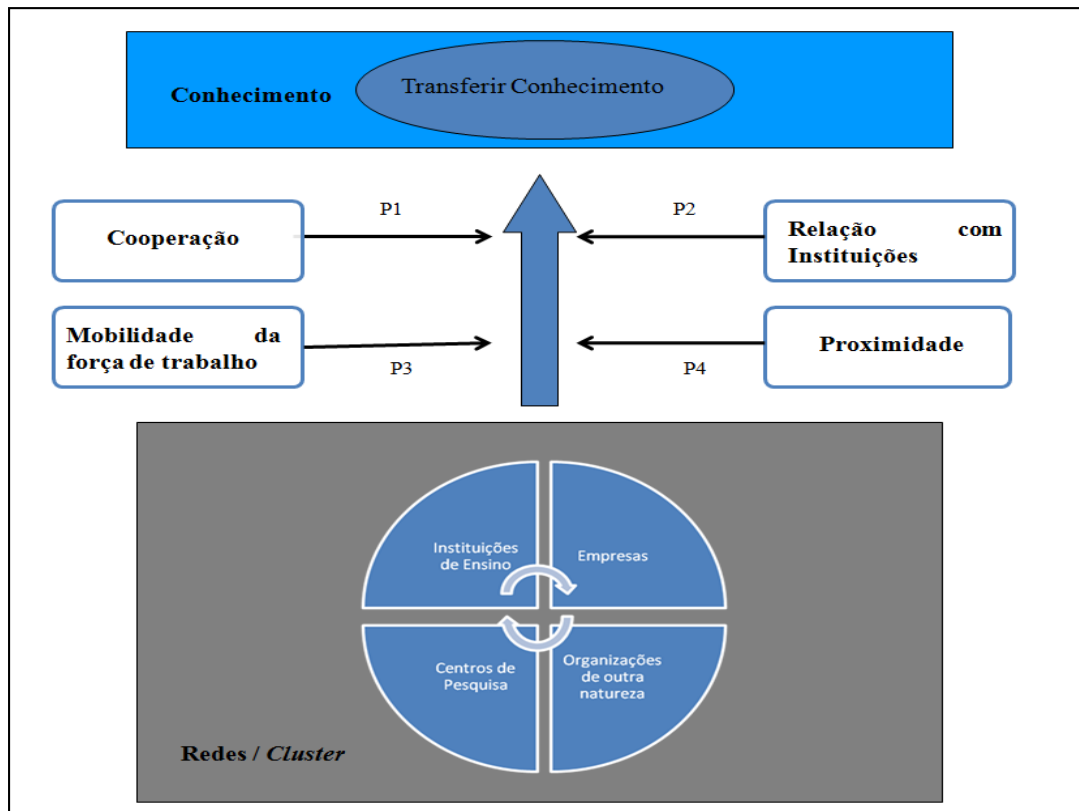 Transferir Conhecimento
Conhecimento
P1
P2
Cooperação
Relação com
Instituições
Mobilidade da
força de trabalho
Proximidade
P3
P4
Instituições
de Ensino
Empresas
Centros de
Pesquisa
Organizações
de outra
natureza
Redes / Cluster